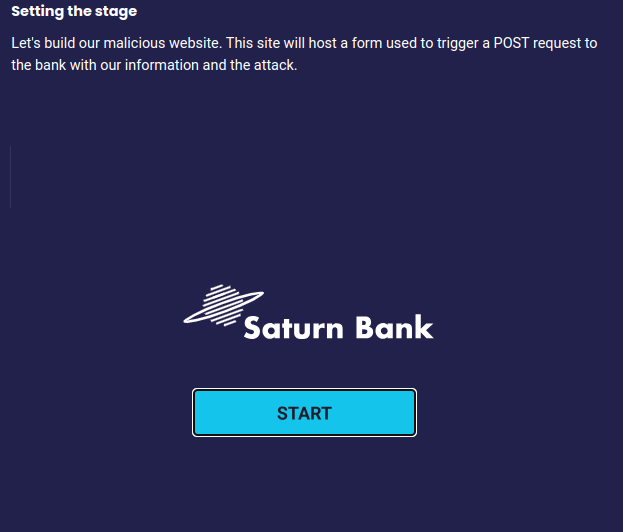 Setting the stage
Let's build our malicious website. This site will host a form used to trigger a POST request to
the bank with our information and the attack.
Saturn Bank
START